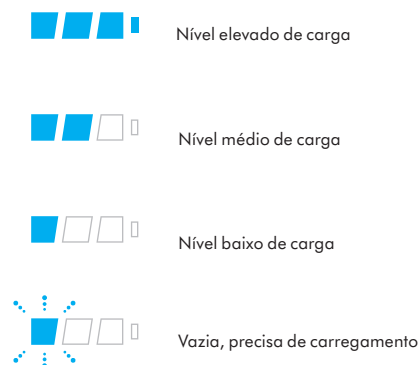 Nível elevado de carga
Nível médio de carga
Nível baixo de carga
Vazia, precisa de carregamento